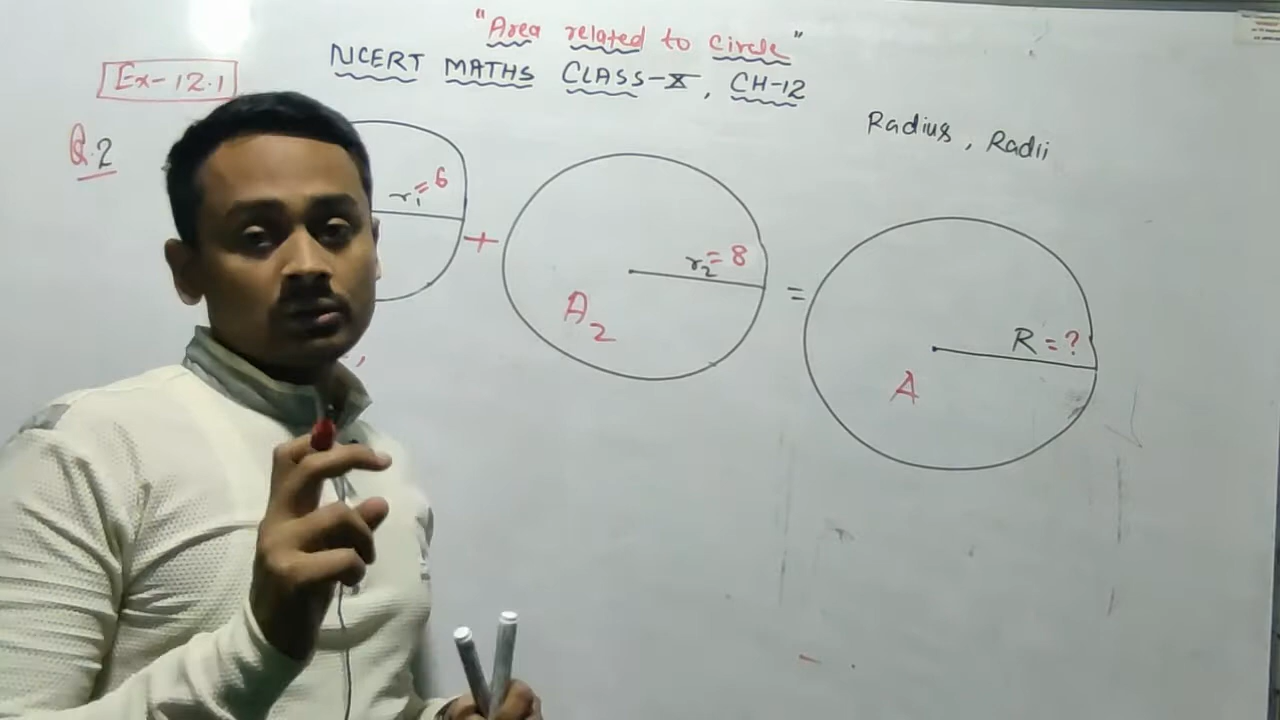 "Area related to Circle"
NCERT MATHS CLASS-X, CH-12
Ex-12.1
Q.2
Radius, Radii
r₁=6
+
r₂=8
A₂
=
R=?
A